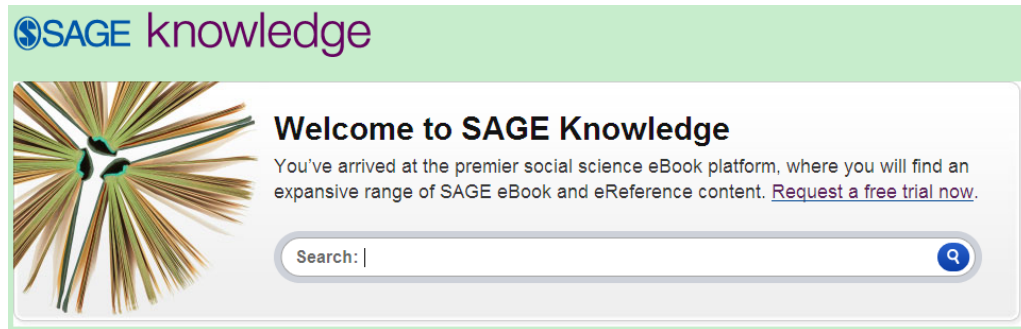 SAGE knowledge
Welcome to SAGE Knowledge
You've arrived at the premier social science eBook platform, where you will find an
expansive range of SAGE eBook and eReference content. Request a free trial now.
Search: